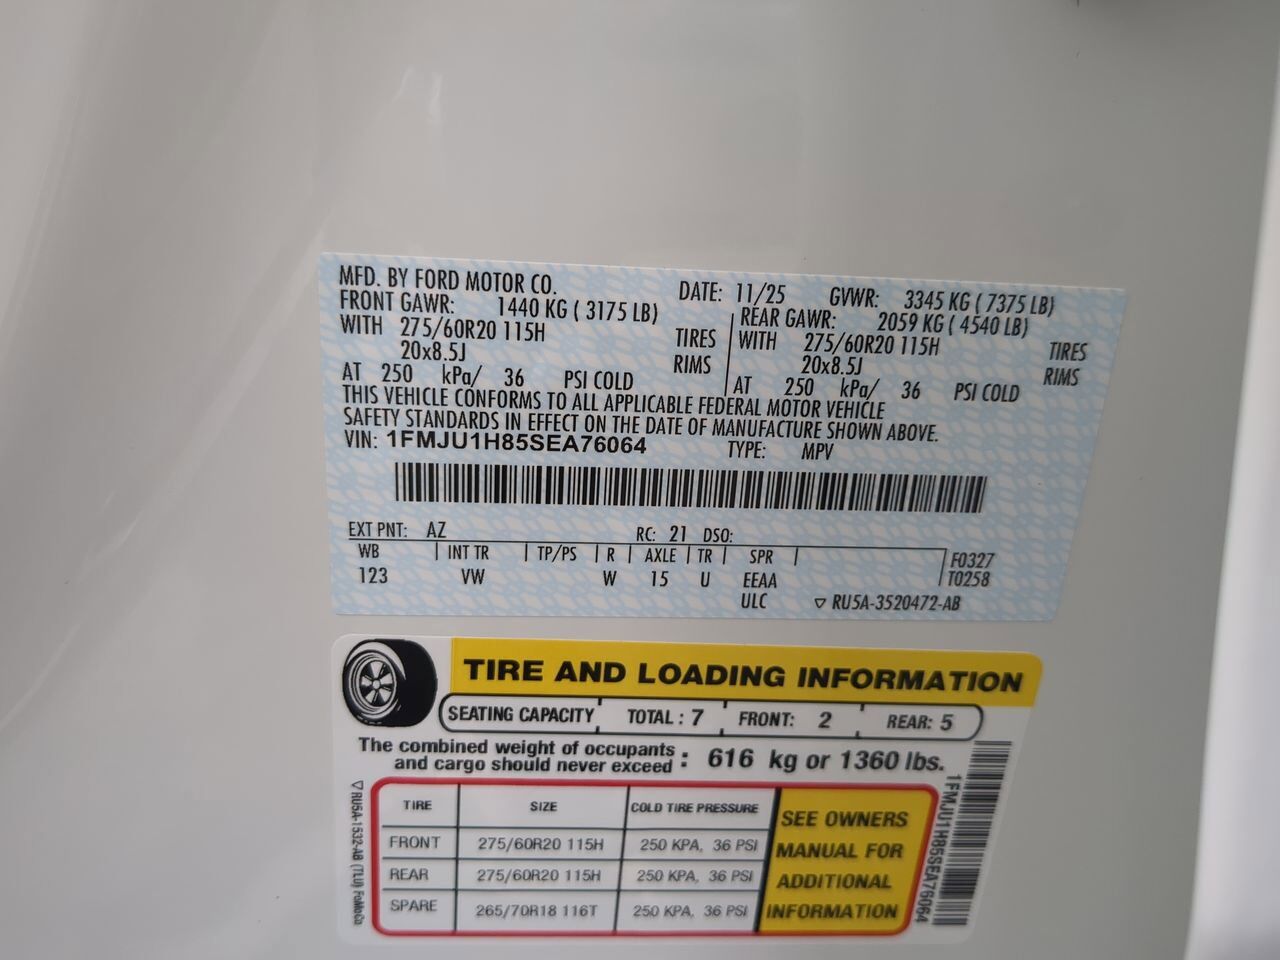 MFD. BY FORD MOTOR CO. DATE: 11/25 GVWR: 3345 KG ( 7375 LB)
FRONT GAWR: 1440 KG ( 3175 LB) REAR GAWR: 2059 KG ( 4540 LB)
WITH 275/60R20 115H TIRES WITH 275/60R20 115H TIRES
20x8.5J RIMS 20x8.5J RIMS
AT 250 kPa/ 36 PSI COLD AT 250 kPa/ 36 PSI COLD
THIS VEHICLE CONFORMS TO ALL APPLICABLE FEDERAL MOTOR VEHICLE
SAFETY STANDARDS IN EFFECT ON THE DATE OF MANUFACTURE SHOWN ABOVE.
VIN: 1FMJU1H85SEA76064 TYPE: MPV
EXT PNT: AZ RC: 21 DSO:
WB INT TR TP/PS R AXLE TR SPR F0327
123 VW W 15 U EEAA T0258
ULC ▽ RU5A-3520472-AB
TIRE AND LOADING INFORMATION
SEATING CAPACITY TOTAL : 7 FRONT: 2 REAR: 5
The combined weight of occupants
and cargo should never exceed : 616 kg or 1360 lbs.
TIRE SIZE COLD TIRE PRESSURE
FRONT 275/60R20 115H 250 KPA, 36 PSI
REAR 275/60R20 115H 250 KPA, 36 PSI
SPARE 265/70R18 116T 250 KPA, 36 PSI
SEE OWNERS
MANUAL FOR
ADDITIONAL
INFORMATION
▽ RU5A-1532-AB (TLU) FoMoCo
1FMJU1H85SEA76064